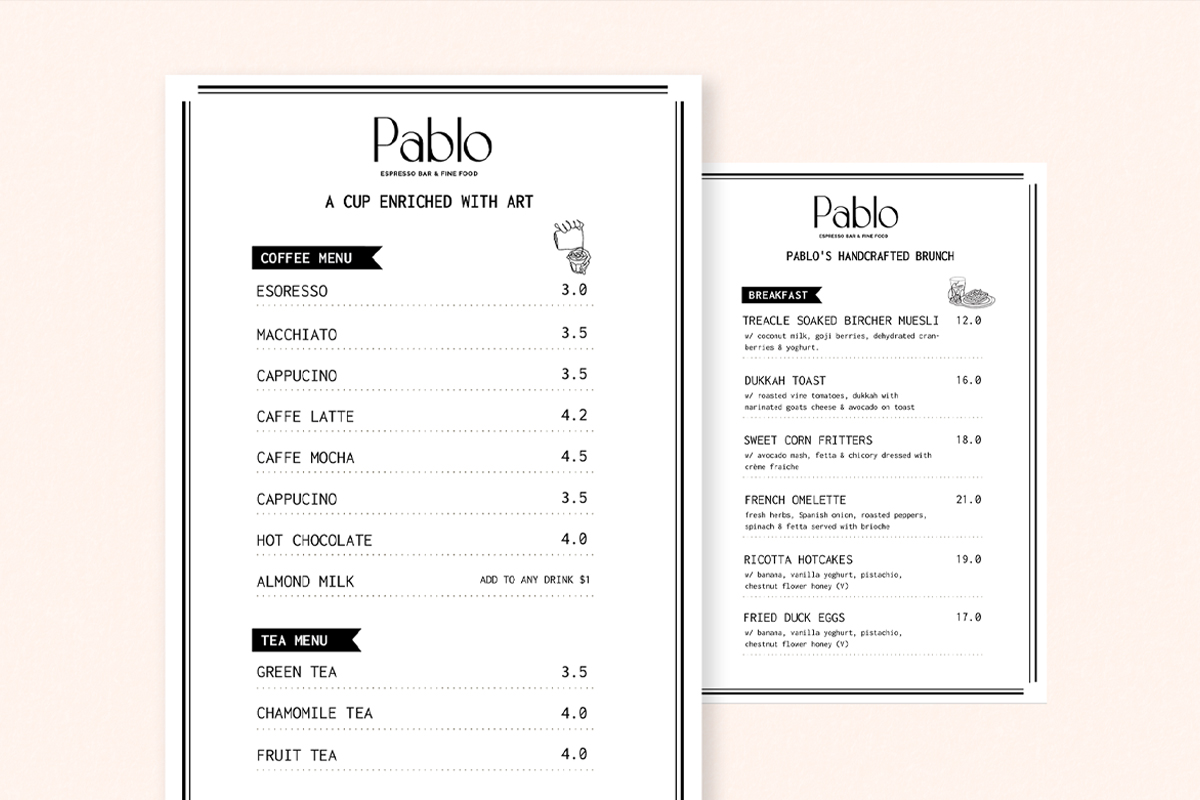 Pablo
ESPRESSO BAR & FINE FOOD
A CUP ENRICHED WITH ART
COFFEE MENU
ESORESSO 3.0
MACCHIATO 3.5
CAPPUCINO 3.5
CAFFE LATTE 4.2
CAFFE MOCHA 4.5
CAPPUCINO 3.5
HOT CHOCOLATE 4.0
ALMOND MILK ADD TO ANY DRINK $1
TEA MENU
GREEN TEA 3.5
CHAMOMILE TEA 4.0
FRUIT TEA 4.0
Pablo
ESPRESSO BAR & FINE FOOD
PABLO'S HANDCRAFTED BRUNCH
BREAKFAST
TREACLE SOAKED BIRCHER MUESLI 12.0
w/ coconut milk, goji berries, dehydrated cran-
berries & yoghurt.
DUKKAH TOAST 16.0
w/ roasted vine tomatoes, dukkah with
marinated goats cheese & avocado on toast
SWEET CORN FRITTERS 18.0
w/ avocado mash, fetta & chicory dressed with
crème fraiche
FRENCH OMELETTE 21.0
fresh herbs, Spanish onion, roasted peppers,
spinach & fetta served with brioche
RICOTTA HOTCAKES 19.0
w/ banana, vanilla yoghurt, pistachio,
chestnut flower honey (V)
FRIED DUCK EGGS 17.0
w/ banana, vanilla yoghurt, pistachio,
chestnut flower honey (V)